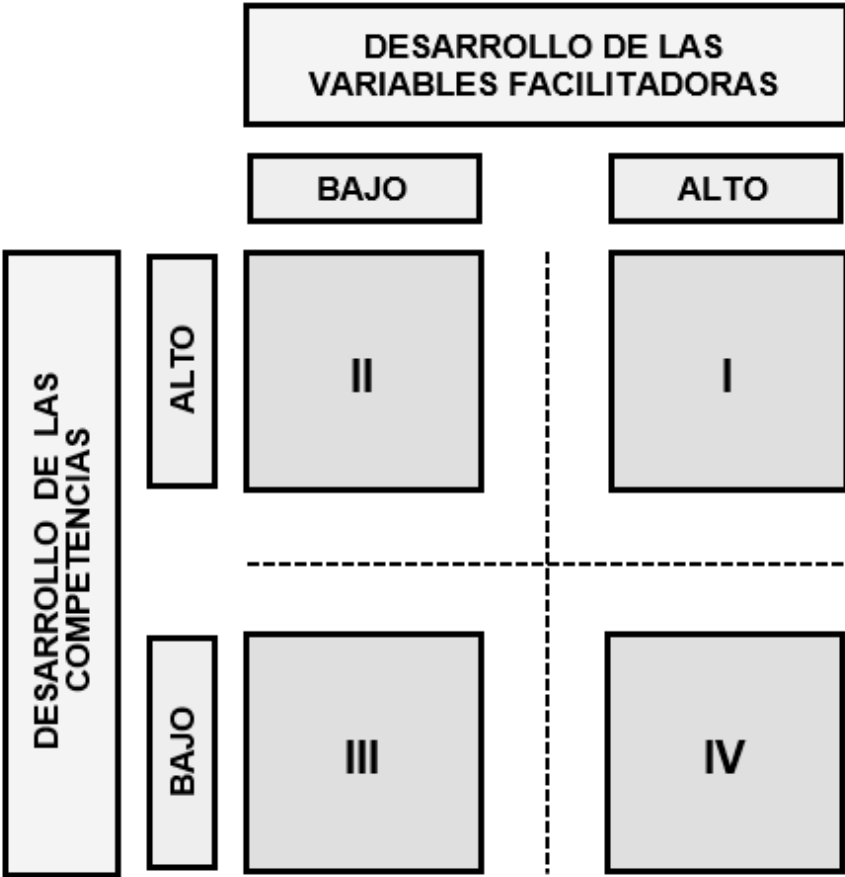 DESARROLLO DE LAS
VARIABLES FACILITADORAS
BAJO
ALTO
DESARROLLO DE LAS
COMPETENCIAS
ALTO
II
I
BAJO
III
IV